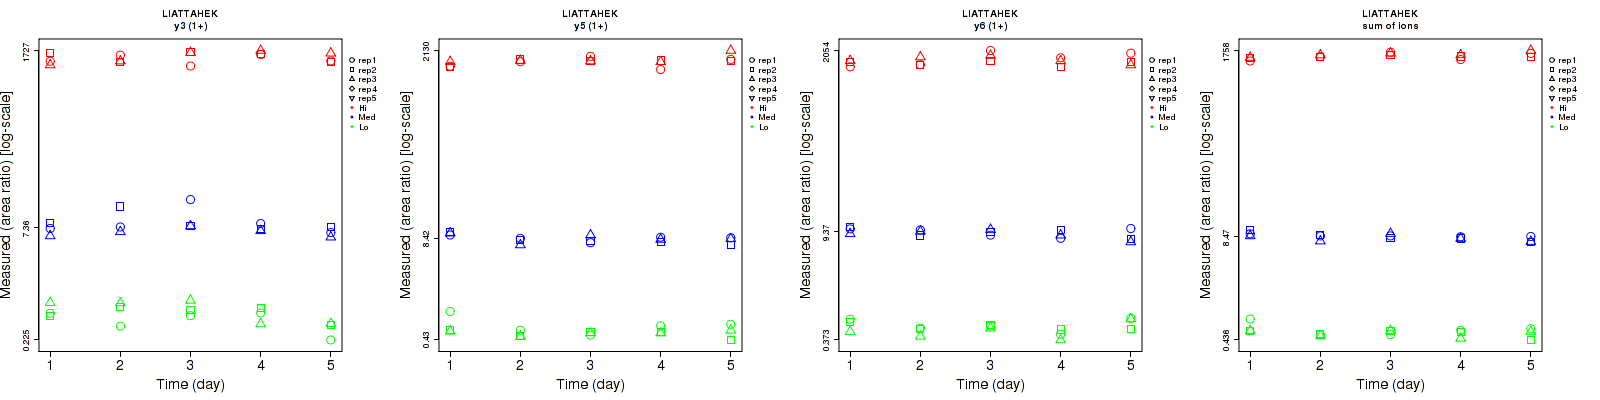 LIATTAHEK
y3 (1+)
Measured (area ratio) [log-scale]
1727
7.36
0.225
1 2 3 4 5
Time (day)
rep1
rep2
rep3
rep4
rep5
Hi
Med
Lo
LIATTAHEK
y5 (1+)
Measured (area ratio) [log-scale]
2130
8.42
0.43
1 2 3 4 5
Time (day)
rep1
rep2
rep3
rep4
rep5
Hi
Med
Lo
LIATTAHEK
y6 (1+)
Measured (area ratio) [log-scale]
2054
9.37
0.373
1 2 3 4 5
Time (day)
rep1
rep2
rep3
rep4
rep5
Hi
Med
Lo
LIATTAHEK
sum of ions
Measured (area ratio) [log-scale]
1758
8.47
0.436
1 2 3 4 5
Time (day)
rep1
rep2
rep3
rep4
rep5
Hi
Med
Lo